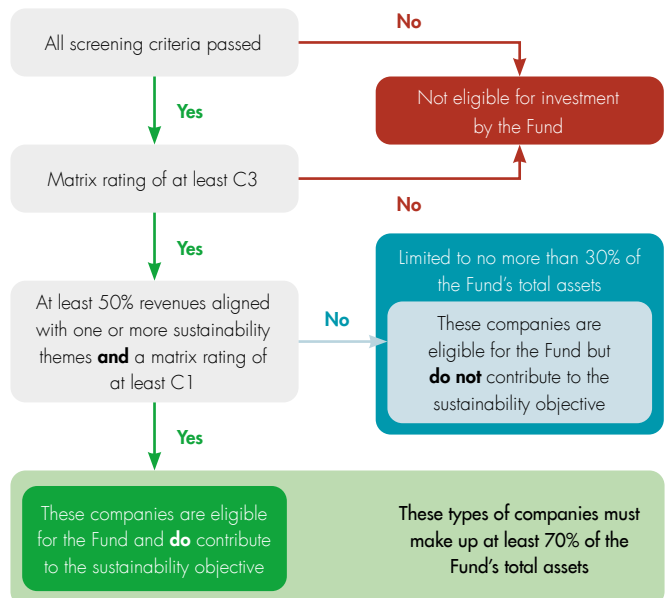 All screening criteria passed
No
Not eligible for investment
by the Fund
Yes
Matrix rating of at least C3
No
Yes
Limited to no more than 30% of
the Fund's total assets
At least 50% revenues aligned
with one or more sustainability
themes and a matrix rating of
at least C1
No
These companies are
eligible for the Fund but
do not contribute to the
sustainability objective
Yes
These companies are eligible
for the Fund and do contribute
to the sustainability objective
These types of companies must
make up at least 70% of the
Fund's total assets